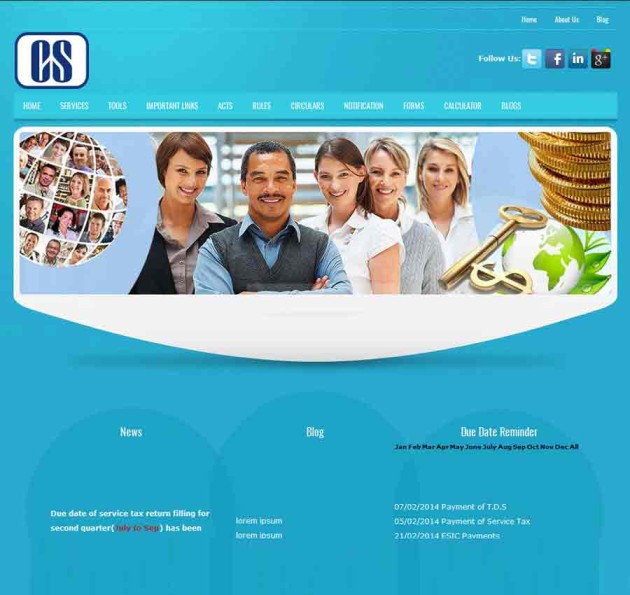 Home About Us Blog
CS
Follow Us:
HOME SERVICES TOOLS IMPORTANT LINKS ACTS RULES CIRCULARS NOTIFICATION FORMS CALCULATOR BLOGS
News
Blog
Due Date Reminder
Jan Feb Mar Apr May June July Aug Sep Oct Nov Dec All
Due date of service tax return filling for
second quarter(July to Sep) has been
lorem ipsum
lorem ipsum
07/02/2014 Payment of T.D.S
05/02/2014 Payment of Service Tax
21/02/2014 ESIC Payments